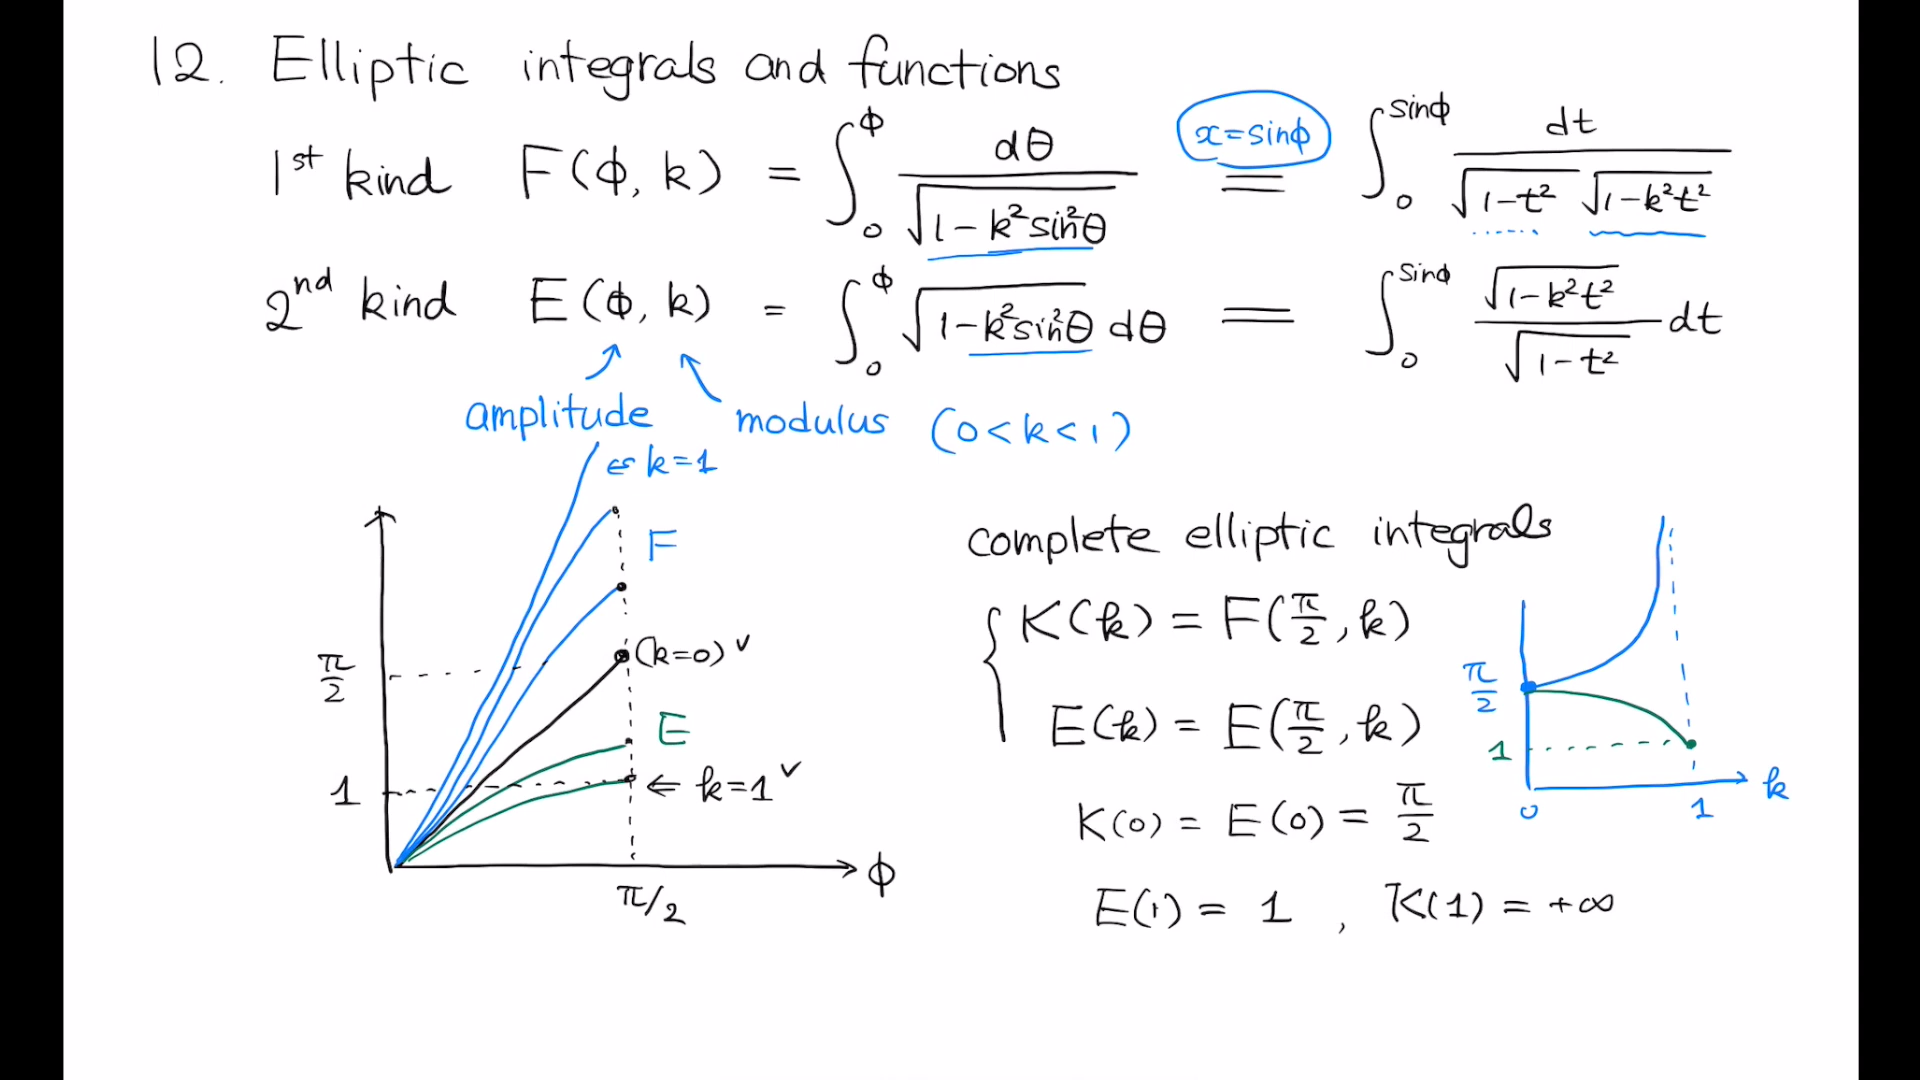 12. Elliptic integrals and functions
1st kind F(ϕ, k) = ∫₀^ϕ dθ / √(1-k²sin²θ) = (x=sinϕ) ∫₀^sinϕ dt / (√(1-t²) √(1-k²t²))
2nd kind E(ϕ, k) = ∫₀^ϕ √(1-k²sin²θ) dθ = ∫₀^sinϕ √(1-k²t²) / √(1-t²) dt
amplitude modulus (0<k<1)
⇐ k=1
F
π/2
(k=0) ✓
E
1
⇐ k=1 ✓
ϕ
π/2
complete elliptic integrals
K(k) = F(π/2, k)
E(k) = E(π/2, k)
K(0) = E(0) = π/2
E(1) = 1 , K(1) = +∞
π/2
1
0
1
k